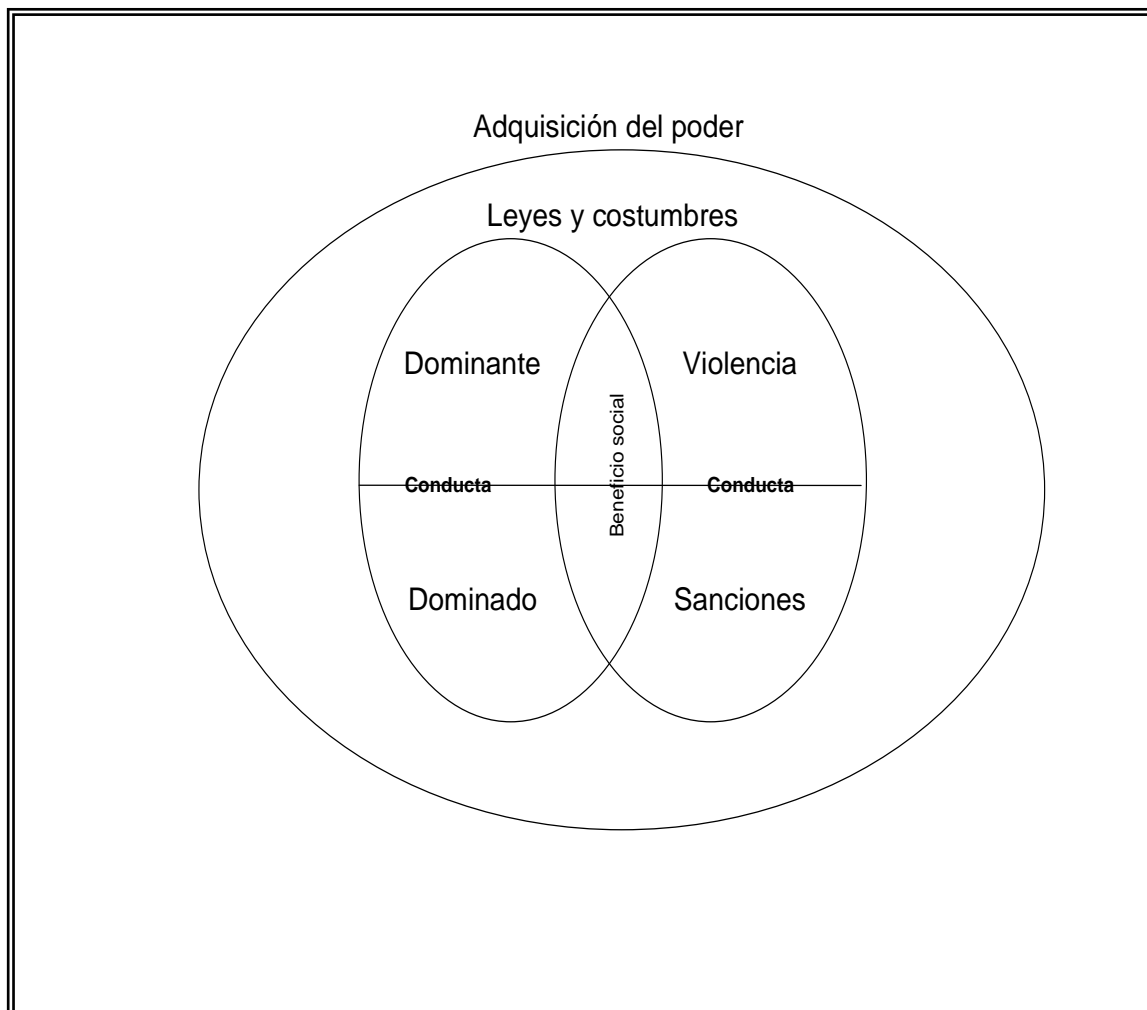 Adquisición del poder
Leyes y costumbres
Dominante
Violencia
Beneficio social
Conducta
Conducta
Dominado
Sanciones